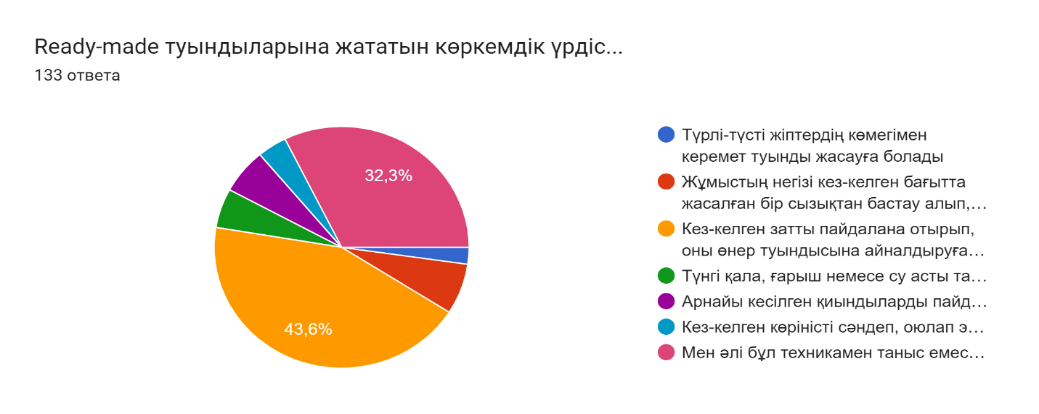 Ready-made туындыларына жататын көркемдік үрдіс...
133 ответа
32,3%
43,6%
Түрлі-түсті жіптердің көмегімен
керемет туынды жасауға болады
Жұмыстың негізі кез-келген бағытта
жасалған бір сызықтан бастау алып,...
Кез-келген затты пайдалана отырып,
оны өнер туындысына айналдыруға...
Түнгі қала, ғарыш немесе су асты та...
Арнайы кесілген қиындыларды пайд...
Кез-келген көріністі сәндеп, оюлап э...
Мен әлі бұл техникамен таныс емес...